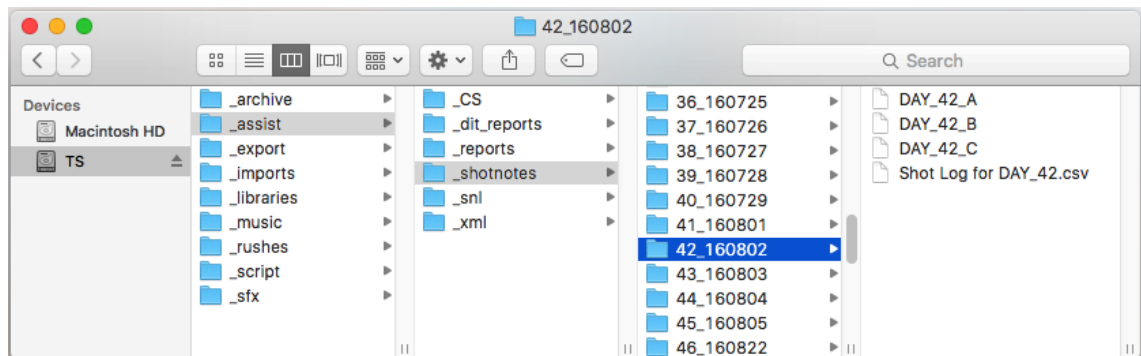 42_160802
Search
Devices
Macintosh HD
TS
_archive
_assist
_export
_imports
_libraries
_music
_rushes
_script
_sfx
_CS
_dit_reports
_reports
_shotnotes
_snl
_xml
36_160725
37_160726
38_160727
39_160728
40_160729
41_160801
42_160802
43_160803
44_160804
45_160805
46_160822
DAY_42_A
DAY_42_B
DAY_42_C
Shot Log for DAY_42.csv